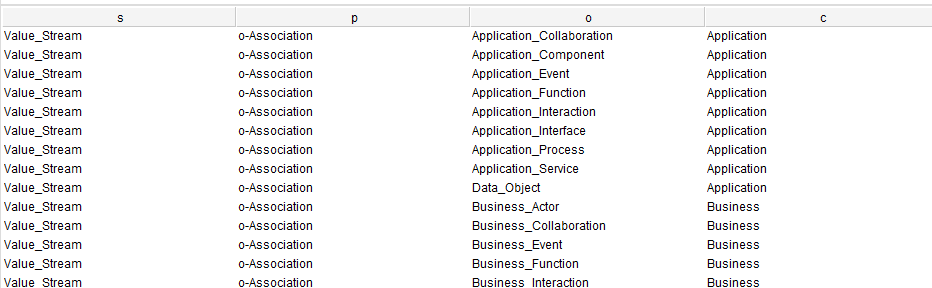 s p o c
Value_Stream o-Association Application_Collaboration Application
Value_Stream o-Association Application_Component Application
Value_Stream o-Association Application_Event Application
Value_Stream o-Association Application_Function Application
Value_Stream o-Association Application_Interaction Application
Value_Stream o-Association Application_Interface Application
Value_Stream o-Association Application_Process Application
Value_Stream o-Association Application_Service Application
Value_Stream o-Association Data_Object Application
Value_Stream o-Association Business_Actor Business
Value_Stream o-Association Business_Collaboration Business
Value_Stream o-Association Business_Event Business
Value_Stream o-Association Business_Function Business
Value_Stream o-Association Business_Interaction Business